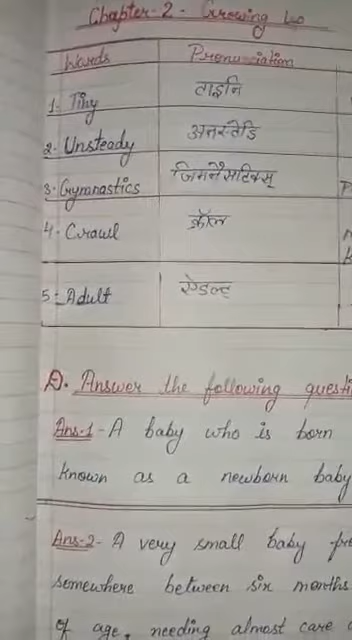 Chapter-2- Growing
Words Pronunciation
1- Tiny टाइनि
2- Unsteady अनस्टेडि
3- Gymnastics जिमनैसटिक्स्
4- Crawl क्रॉल
5- Adult ऐडल्ट
A. Answer the following questi
Ans-1- A baby who is born
known as a newborn baby
Ans-2- A very small baby
somewhere between six months
of age, needing almost care